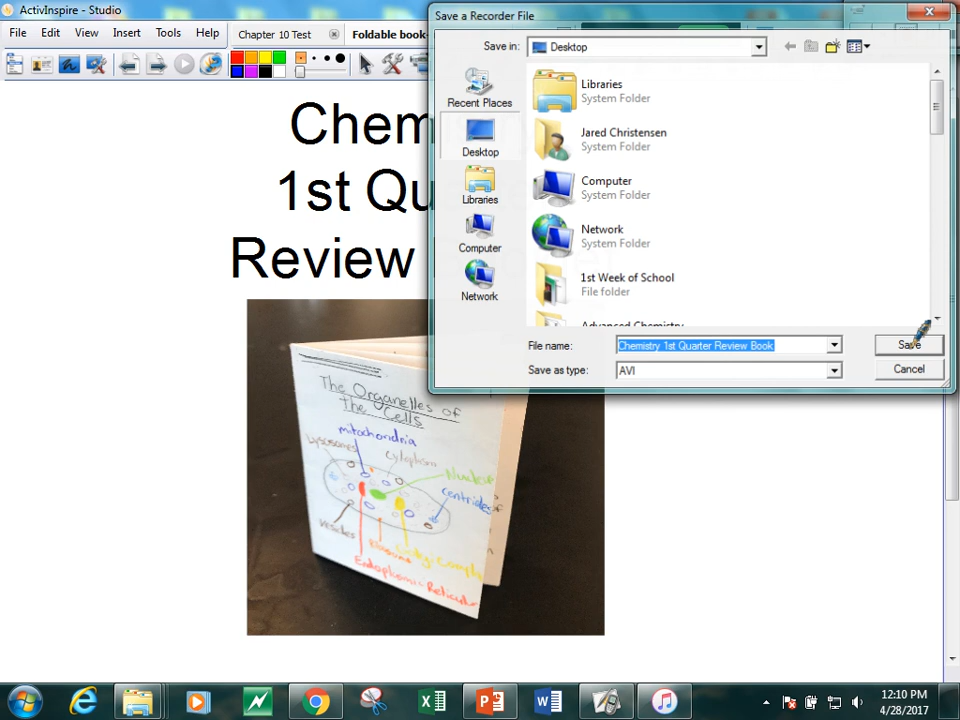 ActivInspire - Studio
File Edit View Insert Tools Help
Chapter 10 Test
Foldable book-
Chem
1st Qu
Review
Save a Recorder File
Save in:
Desktop
Recent Places
Desktop
Libraries
Computer
Network
Libraries
System Folder
Jared Christensen
System Folder
Computer
System Folder
Network
System Folder
1st Week of School
File folder
Advanced Chemistry
File name:
Chemistry 1st Quarter Review Book
Save
Save as type:
AVI
Cancel
The Organelles of
The Cells
mitochondria
Lysosomes
cytoplasm
centrioles
Vesicles
Ribosome
Endoplasmic Reticulum
12:10 PM
4/28/2017